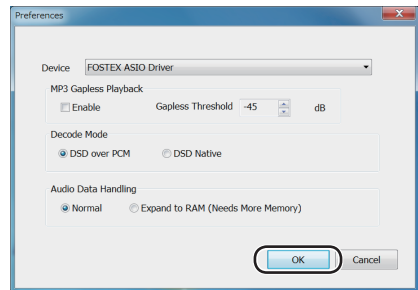 Preferences
Device FOSTEX ASIO Driver
MP3 Gapless Playback
Enable Gapless Threshold -45 dB
Decode Mode
DSD over PCM DSD Native
Audio Data Handling
Normal Expand to RAM (Needs More Memory)
OK Cancel